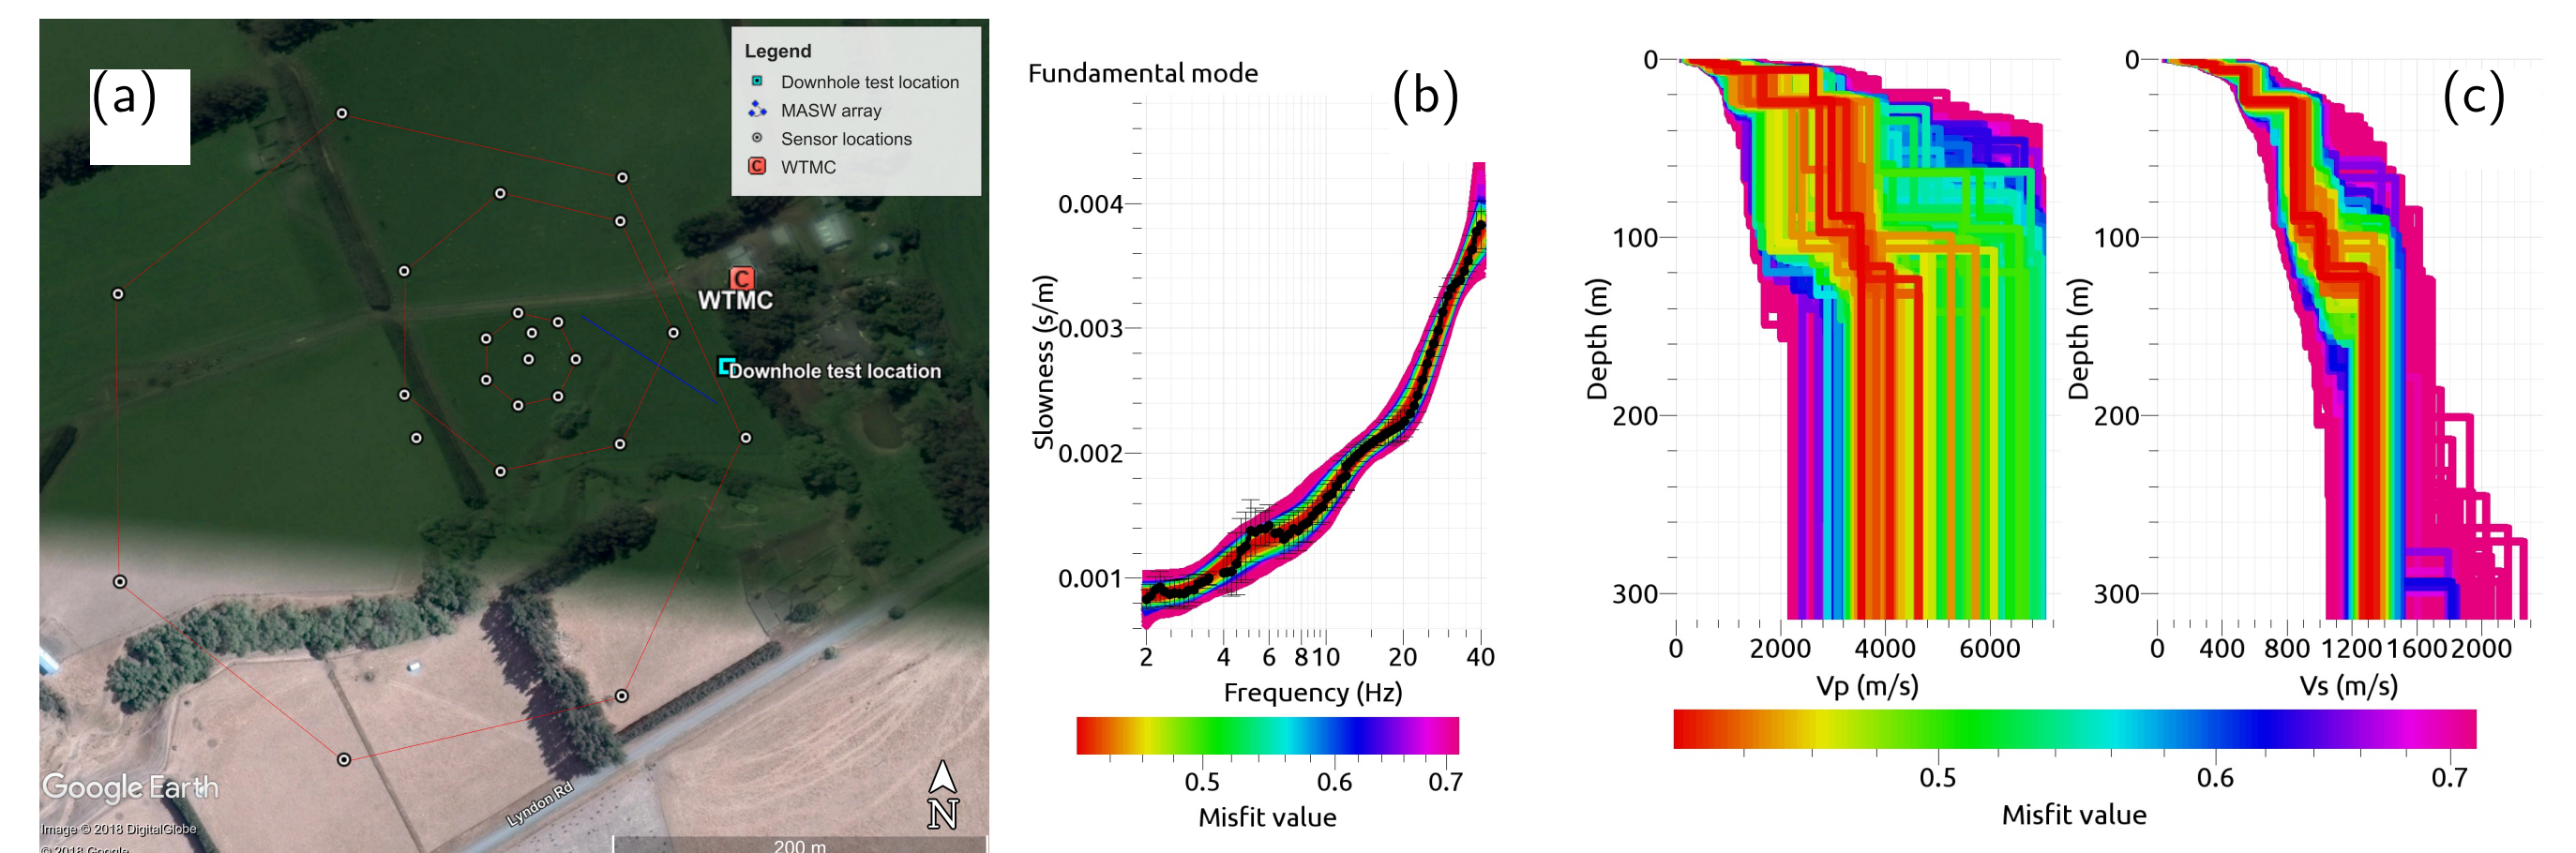 (a)
Legend
Downhole test location
MASW array
Sensor locations
C WTMC
C
WTMC
Downhole test location
Lyndon Rd
Google Earth
Image © 2018 DigitalGlobe
© 2018 Google
N
200 m
Fundamental mode
(b)
Slowness (s/m)
0.004
0.003
0.002
0.001
2 4 6 8 10 20 40
Frequency (Hz)
0.5 0.6 0.7
Misfit value
(c)
Depth (m)
0
100
200
300
0 2000 4000 6000
Vp (m/s)
Depth (m)
0
100
200
300
0 400 800 1200 1600 2000
Vs (m/s)
0.5 0.6 0.7
Misfit value